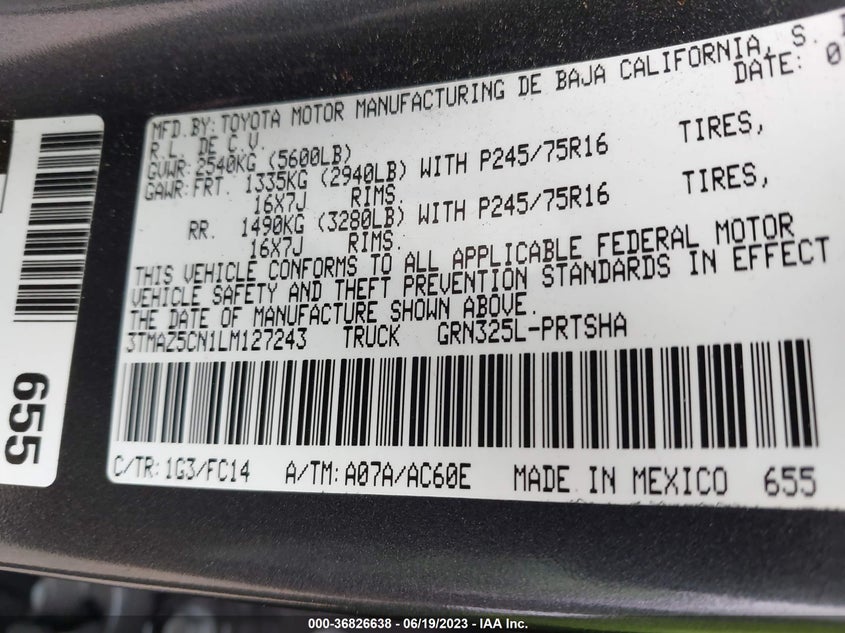 MFD.BY: TOYOTA MOTOR MANUFACTURING DE BAJA CALIFORNIA, S.
R.L. DE C.V. DATE:
GVWR: 2540KG (5600LB)
GAWR: FRT. 1335KG (2940LB) WITH P245/75R16 TIRES,
16X7J RIMS.
RR. 1490KG (3280LB) WITH P245/75R16 TIRES,
16X7J RIMS.
THIS VEHICLE CONFORMS TO ALL APPLICABLE FEDERAL MOTOR
VEHICLE SAFETY AND THEFT PREVENTION STANDARDS IN EFFECT
THE DATE OF MANUFACTURE SHOWN ABOVE.
3TMAZ5CN1LM127243 TRUCK GRN325L-PRTSHA
C/TR: 1G3/FC14 A/TM: A07A/AC60E MADE IN MEXICO 655
655
000-36826638 - 06/19/2023 - IAA Inc.